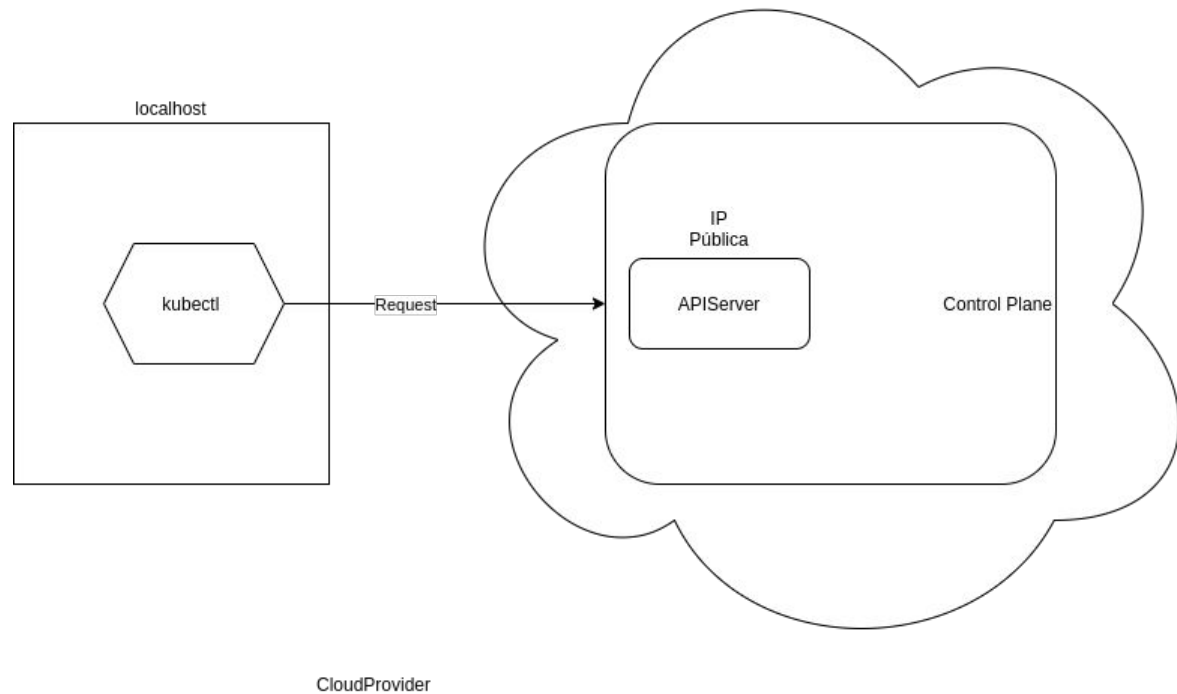 localhost
kubectl
Request
IP
Pública
APIServer
Control Plane
CloudProvider